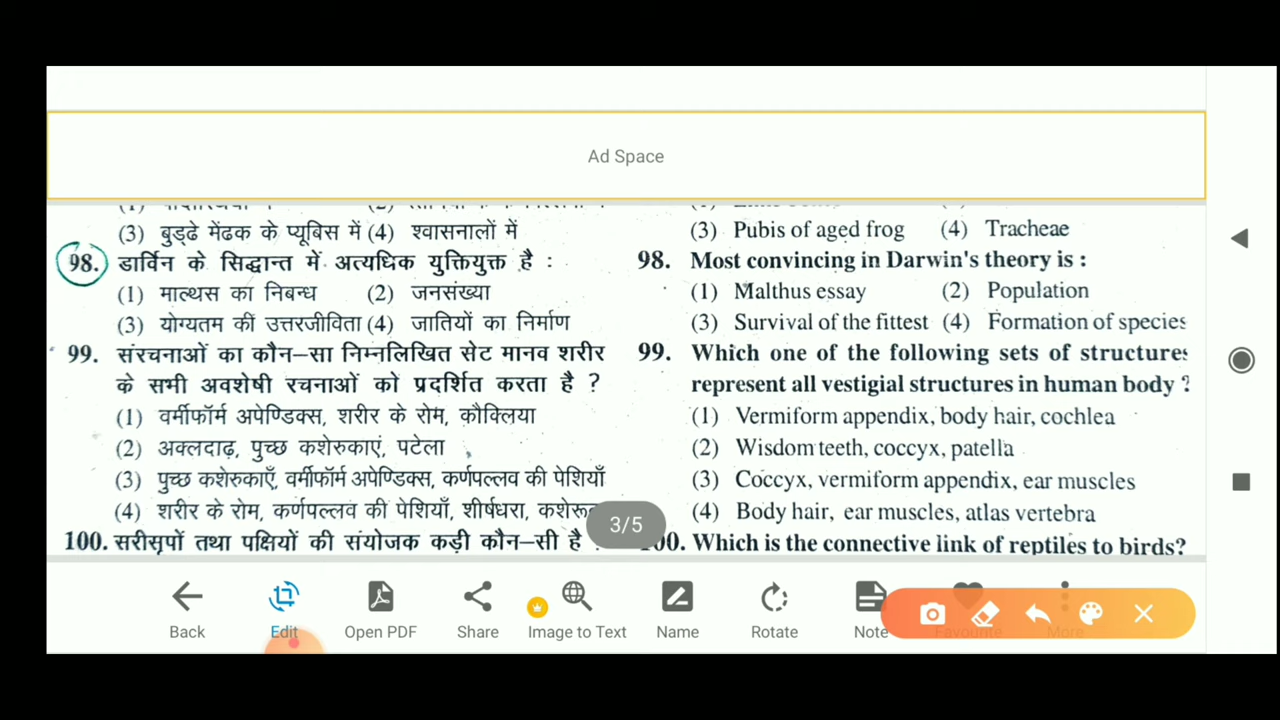 Ad Space
(3) बुड्ढे मेंढक के प्यूबिस में (4) श्वासनालों में
98. डार्विन के सिद्धान्त में अत्यधिक युक्तियुक्त है :
(1) माल्थस का निबन्ध (2) जनसंख्या
(3) योग्यतम की उत्तरजीविता (4) जातियों का निर्माण
99. संरचनाओं का कौन-सा निम्नलिखित सेट मानव शरीर
के सभी अवशेषी रचनाओं को प्रदर्शित करता है ?
(1) वर्मीफॉर्म अपेण्डिक्स, शरीर के रोम, कौक्लिया
(2) अक्लदाढ़, पुच्छ कशेरुकाएं, पटेला
(3) पुच्छ कशेरुकाएँ, वर्मीफॉर्म अपेण्डिक्स, कर्णपल्लव की पेशियाँ
(4) शरीर के रोम, कर्णपल्लव की पेशियाँ, शीर्षधरा,
100. सरीसृपों तथा पक्षियों की संयोजक कड़ी कौन-सी है
(3) Pubis of aged frog (4) Tracheae
98. Most convincing in Darwin's theory is :
(1) Malthus essay (2) Population
(3) Survival of the fittest (4) Formation of species
99. Which one of the following sets of structures
represent all vestigial structures in human body ?
(1) Vermiform appendix, body hair, cochlea
(2) Wisdom teeth, coccyx, patella
(3) Coccyx, vermiform appendix, ear muscles
(4) Body hair, ear muscles, atlas vertebra
100. Which is the connective link of reptiles to birds?
3/5
Back Edit Open PDF Share Image to Text Name Rotate Note Favourite More